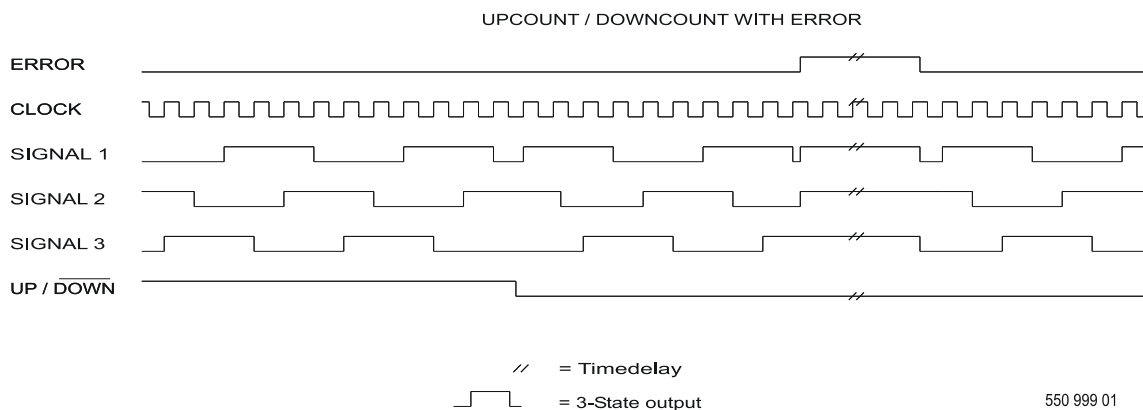 UPCOUNT / DOWNCOUNT WITH ERROR
ERROR
CLOCK
SIGNAL 1
SIGNAL 2
SIGNAL 3
UP / DOWN
// = Timedelay
= 3-State output
550 999 01